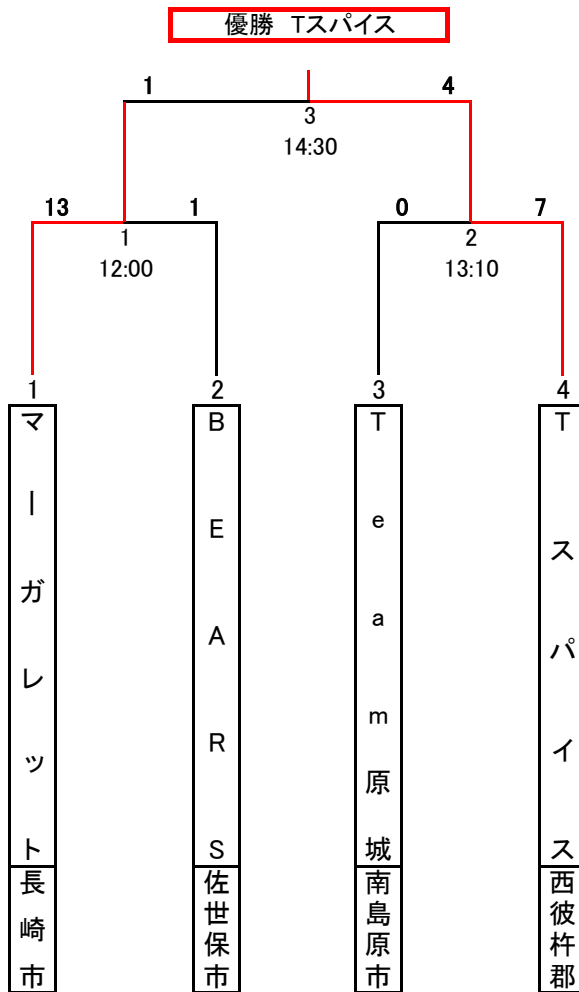 優勝 Tスパイス
1 4
3
14:30
13 1 0 7
1 2
12:00 13:10
1 2 3 4
マーガレット
長崎市
BEARS
佐世保市
Team原城
南島原市
Tスパイス
西彼杵郡